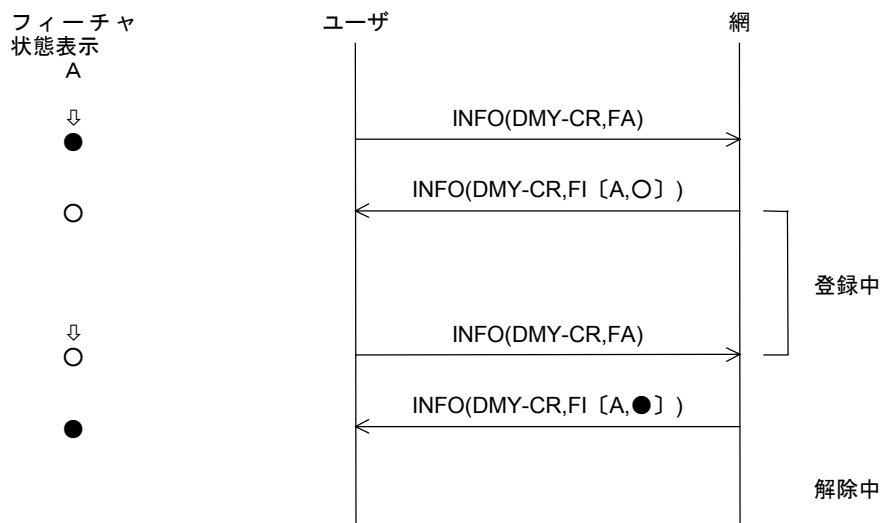 フィーチャ
状態表示
A
ユーザ
網
⇩
●
INFO(DMY-CR,FA)
INFO(DMY-CR,FI〔A,○〕)
○
登録中
⇩
○
INFO(DMY-CR,FA)
INFO(DMY-CR,FI〔A,●〕)
●
解除中